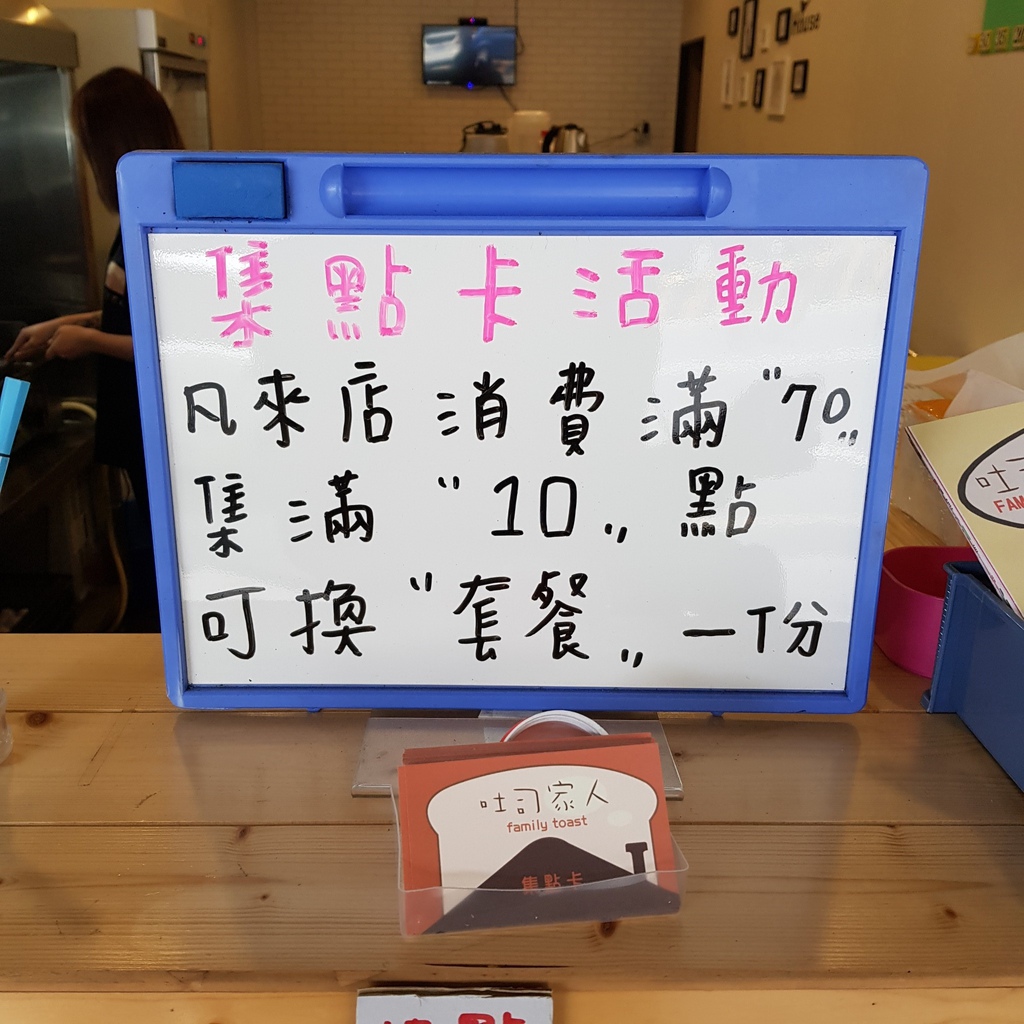 集點卡活動
凡來店消費滿"70"
集滿"10"點
可換"套餐"一份
吐司家人
family toast
集點卡
House